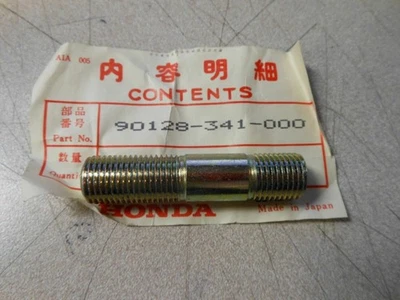 AIA 005
内容明細
CONTENTS
部品
番号 90128-341-000
Part No.
数量
Quanti
HONDA
Made in Japan